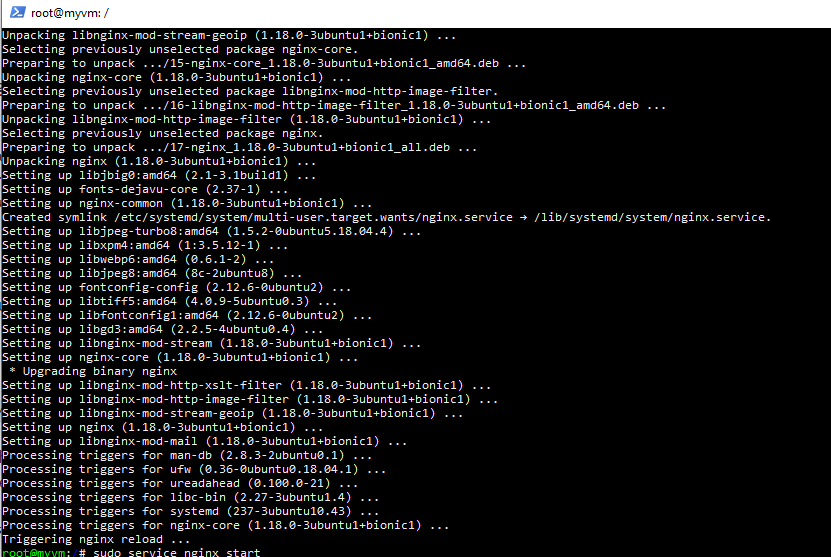 root@myvm: /
Unpacking libnginx-mod-stream-geoip (1.18.0-3ubuntu1+bionic1) ...
Selecting previously unselected package nginx-core.
Preparing to unpack .../15-nginx-core_1.18.0-3ubuntu1+bionic1_amd64.deb ...
Unpacking nginx-core (1.18.0-3ubuntu1+bionic1) ...
Selecting previously unselected package libnginx-mod-http-image-filter.
Preparing to unpack .../16-libnginx-mod-http-image-filter_1.18.0-3ubuntu1+bionic1_amd64.deb ...
Unpacking libnginx-mod-http-image-filter (1.18.0-3ubuntu1+bionic1) ...
Selecting previously unselected package nginx.
Preparing to unpack .../17-nginx_1.18.0-3ubuntu1+bionic1_all.deb ...
Unpacking nginx (1.18.0-3ubuntu1+bionic1) ...
Setting up libjbig0:amd64 (2.1-3.1build1) ...
Setting up fonts-dejavu-core (2.37-1) ...
Setting up nginx-common (1.18.0-3ubuntu1+bionic1) ...
Created symlink /etc/systemd/system/multi-user.target.wants/nginx.service → /lib/systemd/system/nginx.service.
Setting up libjpeg-turbo8:amd64 (1.5.2-0ubuntu5.18.04.4) ...
Setting up libxpm4:amd64 (1:3.5.12-1) ...
Setting up libwebp6:amd64 (0.6.1-2) ...
Setting up libjpeg8:amd64 (8c-2ubuntu8) ...
Setting up fontconfig-config (2.12.6-0ubuntu2) ...
Setting up libtiff5:amd64 (4.0.9-5ubuntu0.3) ...
Setting up libfontconfig1:amd64 (2.12.6-0ubuntu2) ...
Setting up libgd3:amd64 (2.2.5-4ubuntu0.4) ...
Setting up libnginx-mod-stream (1.18.0-3ubuntu1+bionic1) ...
Setting up nginx-core (1.18.0-3ubuntu1+bionic1) ...
 * Upgrading binary nginx
Setting up libnginx-mod-http-xslt-filter (1.18.0-3ubuntu1+bionic1) ...
Setting up libnginx-mod-http-image-filter (1.18.0-3ubuntu1+bionic1) ...
Setting up libnginx-mod-stream-geoip (1.18.0-3ubuntu1+bionic1) ...
Setting up nginx (1.18.0-3ubuntu1+bionic1) ...
Setting up libnginx-mod-mail (1.18.0-3ubuntu1+bionic1) ...
Processing triggers for man-db (2.8.3-2ubuntu0.1) ...
Processing triggers for ufw (0.36-0ubuntu0.18.04.1) ...
Processing triggers for ureadahead (0.100.0-21) ...
Processing triggers for libc-bin (2.27-3ubuntu1.4) ...
Processing triggers for systemd (237-3ubuntu10.43) ...
Processing triggers for nginx-core (1.18.0-3ubuntu1+bionic1) ...
Triggering nginx reload ...
root@myvm:/# sudo service nginx start